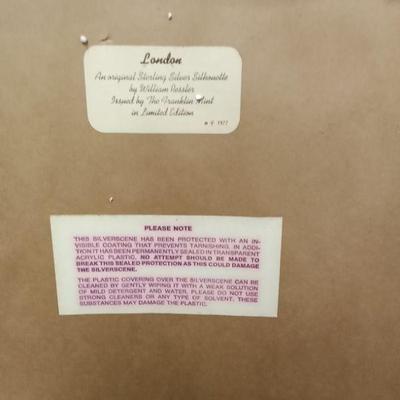 London
An original Sterling Silver Silhouette
by William Ressler
Issued by The Franklin Mint
in Limited Edition
© 1977
PLEASE NOTE
THIS SILVERSCENE HAS BEEN PROTECTED WITH AN IN-
VISIBLE COATING THAT PREVENTS TARNISHING. IN ADDI-
TION IT HAS BEEN PERMANENTLY SEALED IN TRANSPARENT
ACRYLIC PLASTIC. NO ATTEMPT SHOULD BE MADE TO
BREAK THIS SEALED PROTECTION AS THIS COULD DAMAGE
THE SILVERSCENE.
THE PLASTIC COVERING OVER THE SILVERSCENE CAN BE
CLEANED BY GENTLY WIPING IT WITH A WEAK SOLUTION
OF MILD DETERGENT AND WATER. PLEASE DO NOT USE
STRONG CLEANERS OR ANY TYPE OF SOLVENT. THESE
SUBSTANCES MAY DAMAGE THE PLASTIC.